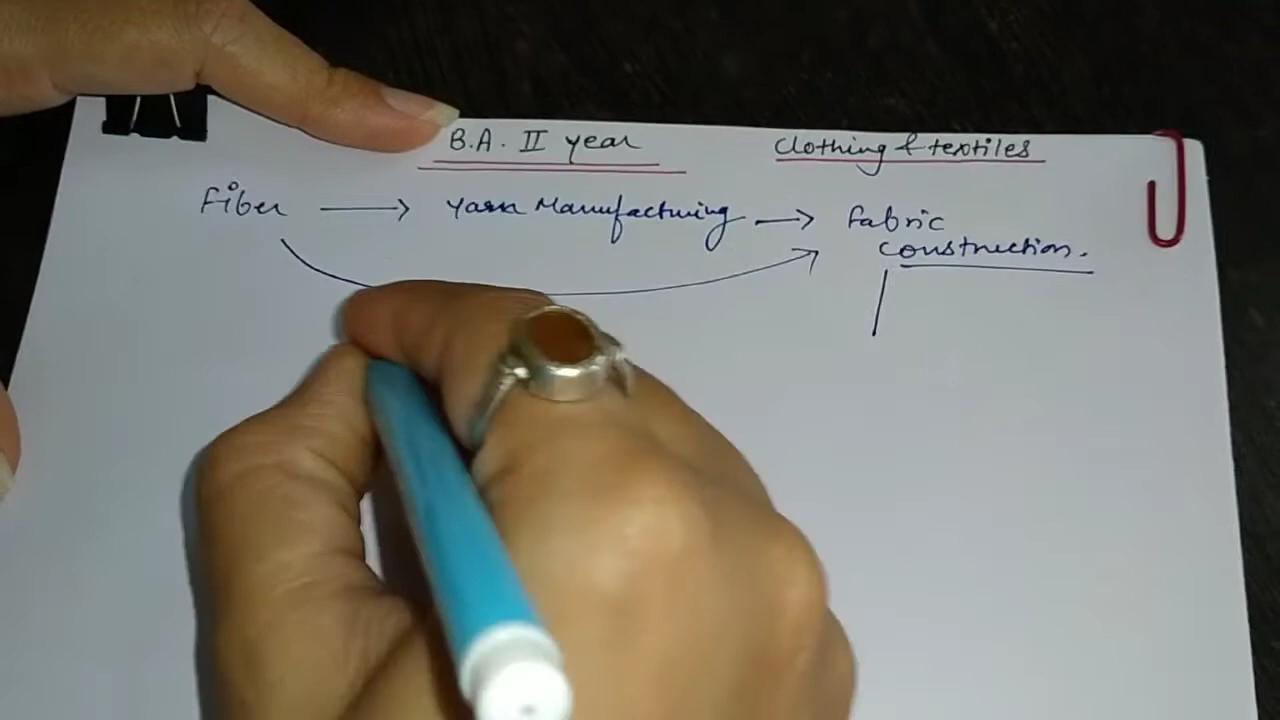 B.A. II year Clothing & textiles
Fiber → Yarn Manufacturing → Fabric
construction.